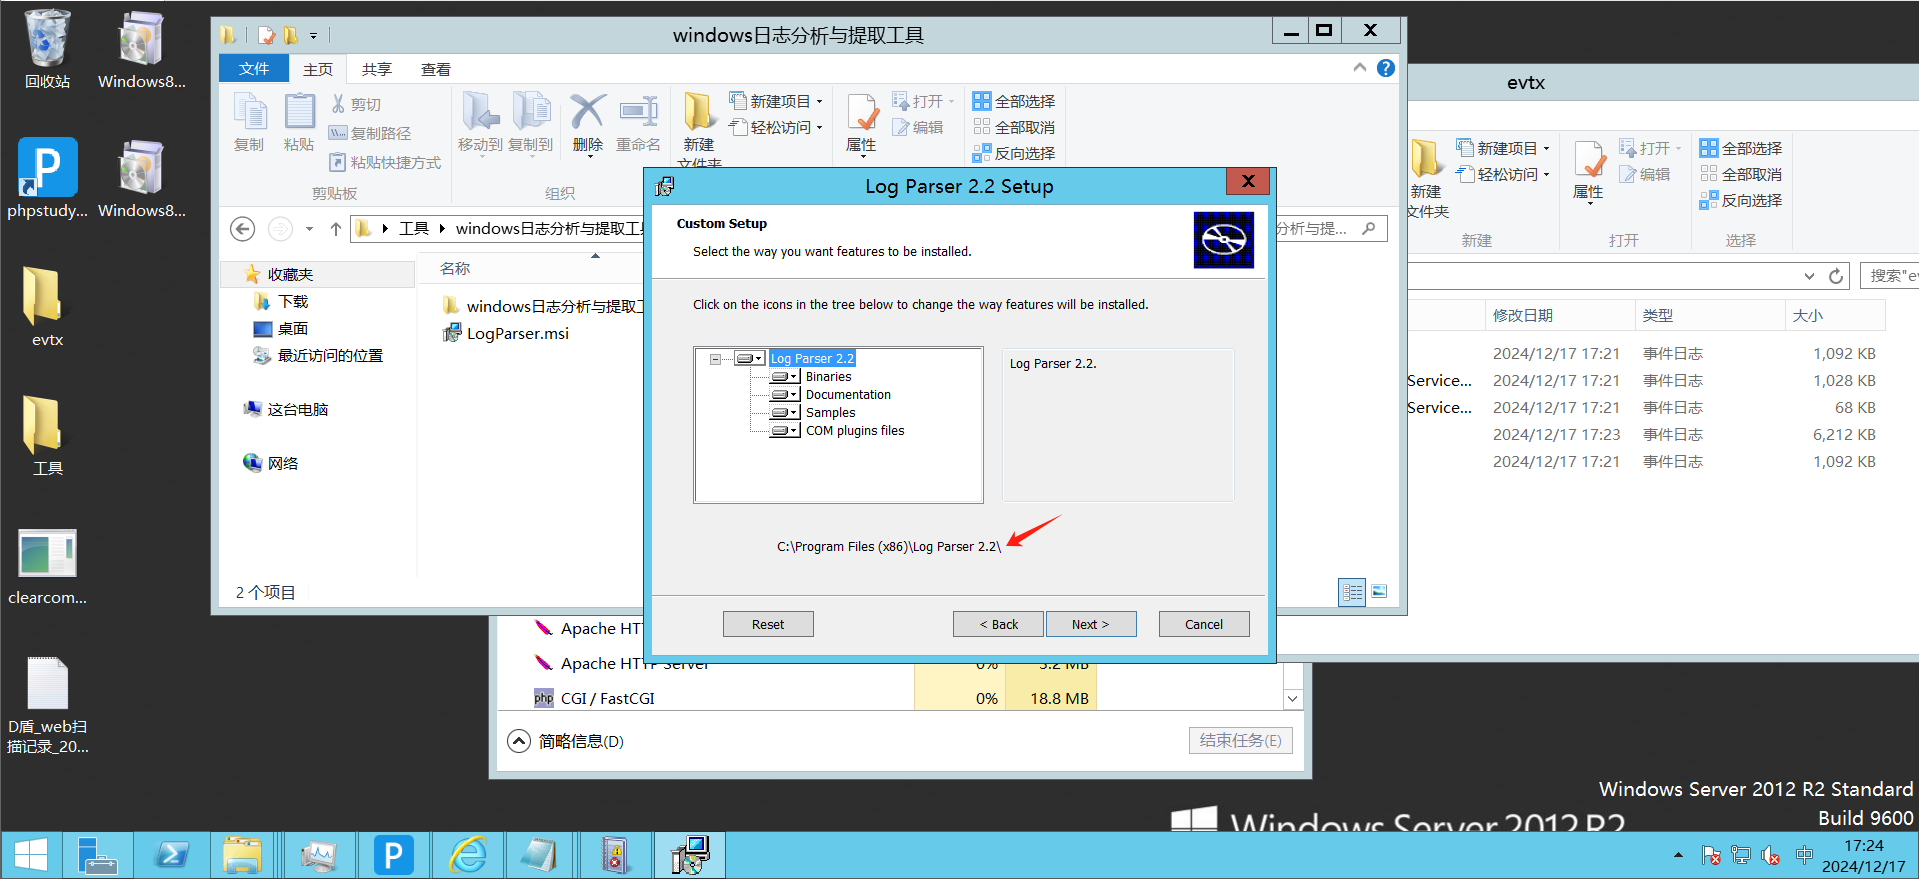 回收站
Windows8...
phpstudy...
Windows8...
evtx
工具
clearcom...
D盾_web扫
描记录_20...
windows日志分析与提取工具
文件
主页
共享
查看
复制
粘贴
剪切
复制路径
粘贴快捷方式
剪贴板
移动到
复制到
删除
重命名
组织
新建
文件夹
新建项目
轻松访问
属性
打开
编辑
全部选择
全部取消
反向选择
工具
windows日志分析与提取工具
分析与提...
收藏夹
下载
桌面
最近访问的位置
这台电脑
网络
名称
windows日志分析与提取工
LogParser.msi
2 个项目
evtx
新建
文件夹
新建项目
轻松访问
新建
属性
打开
编辑
打开
全部选择
全部取消
反向选择
选择
搜索"ev
修改日期
类型
大小
2024/12/17 17:21 事件日志 1,092 KB
Service... 2024/12/17 17:21 事件日志 1,028 KB
Service... 2024/12/17 17:21 事件日志 68 KB
2024/12/17 17:23 事件日志 6,212 KB
2024/12/17 17:21 事件日志 1,092 KB
Log Parser 2.2 Setup
Custom Setup
Select the way you want features to be installed.
Click on the icons in the tree below to change the way features will be installed.
Log Parser 2.2
Binaries
Documentation
Samples
COM plugins files
Log Parser 2.2.
C:\Program Files (x86)\Log Parser 2.2\
Reset
< Back
Next >
Cancel
Apache HT
Apache HTTP Server 0% 3.2 MB
php CGI / FastCGI 0% 18.8 MB
简略信息(D)
结束任务(E)
Windows Server 2012 R2 Standard
Build 9600
Windows Server 2012 R2
中
17:24
2024/12/17